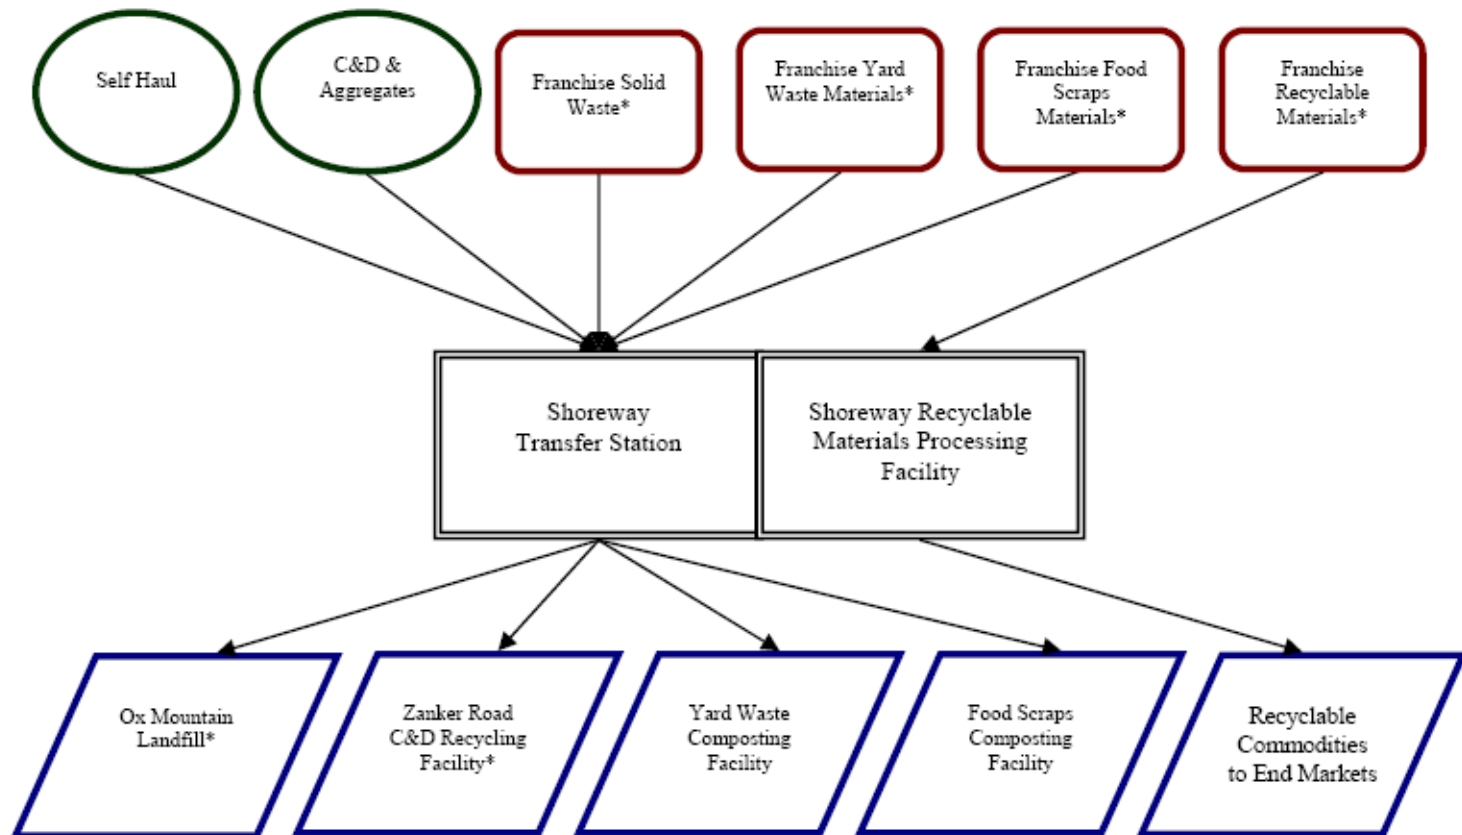 Self Haul
C&D &
Aggregates
Franchise Solid
Waste*
Franchise Yard
Waste Materials*
Franchise Food
Scraps
Materials*
Franchise
Recyclable
Materials*
Shoreway
Transfer Station
Shoreway Recyclable
Materials Processing
Facility
Ox Mountain
Landfill*
Zanker Road
C&D Recycling
Facility*
Yard Waste
Composting
Facility
Food Scraps
Composting
Facility
Recyclable
Commodities
to End Markets